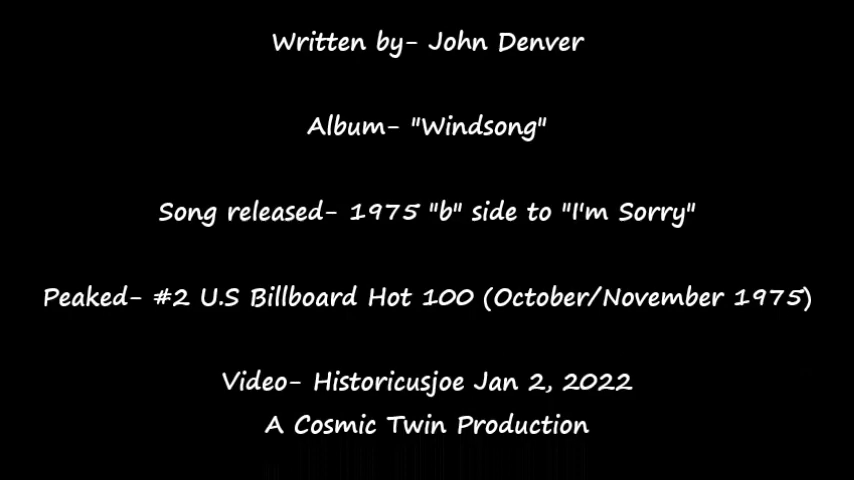 Written by- John Denver
Album- "Windsong"
Song released- 1975 "b" side to "I'm Sorry"
Peaked- #2 U.S Billboard Hot 100 (October/November 1975)
Video- Historicusjoe Jan 2, 2022
A Cosmic Twin Production